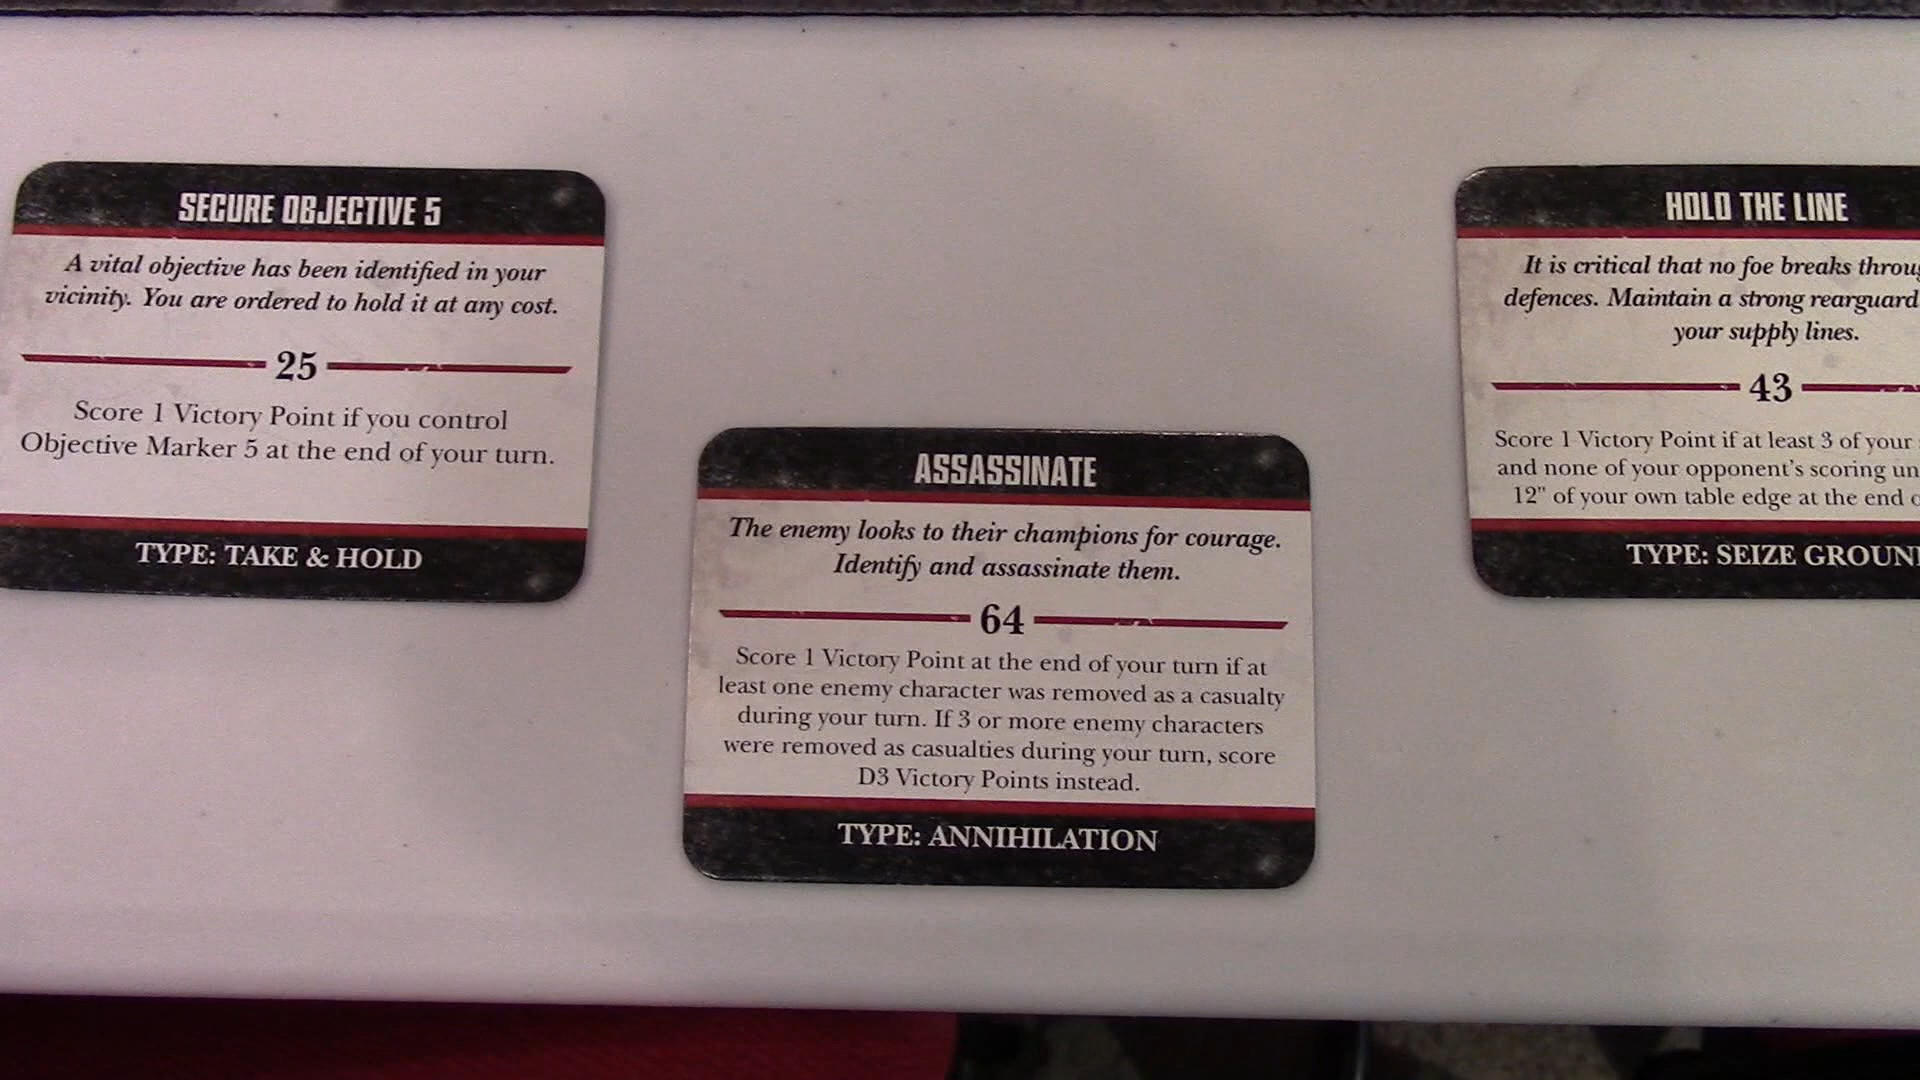 SECURE OBJECTIVE 5
A vital objective has been identified in your
vicinity. You are ordered to hold it at any cost.
25
Score 1 Victory Point if you control
Objective Marker 5 at the end of your turn.
TYPE: TAKE & HOLD
ASSASSINATE
The enemy looks to their champions for courage.
Identify and assassinate them.
64
Score 1 Victory Point at the end of your turn if at
least one enemy character was removed as a casualty
during your turn. If 3 or more enemy characters
were removed as casualties during your turn, score
D3 Victory Points instead.
TYPE: ANNIHILATION
HOLD THE LINE
It is critical that no foe breaks
defences. Maintain a strong rearguard
your supply lines.
43
Score 1 Victory Point if at least 3 of your
and none of your opponent's scoring
12" of your own table edge at the end
TYPE: SEIZE